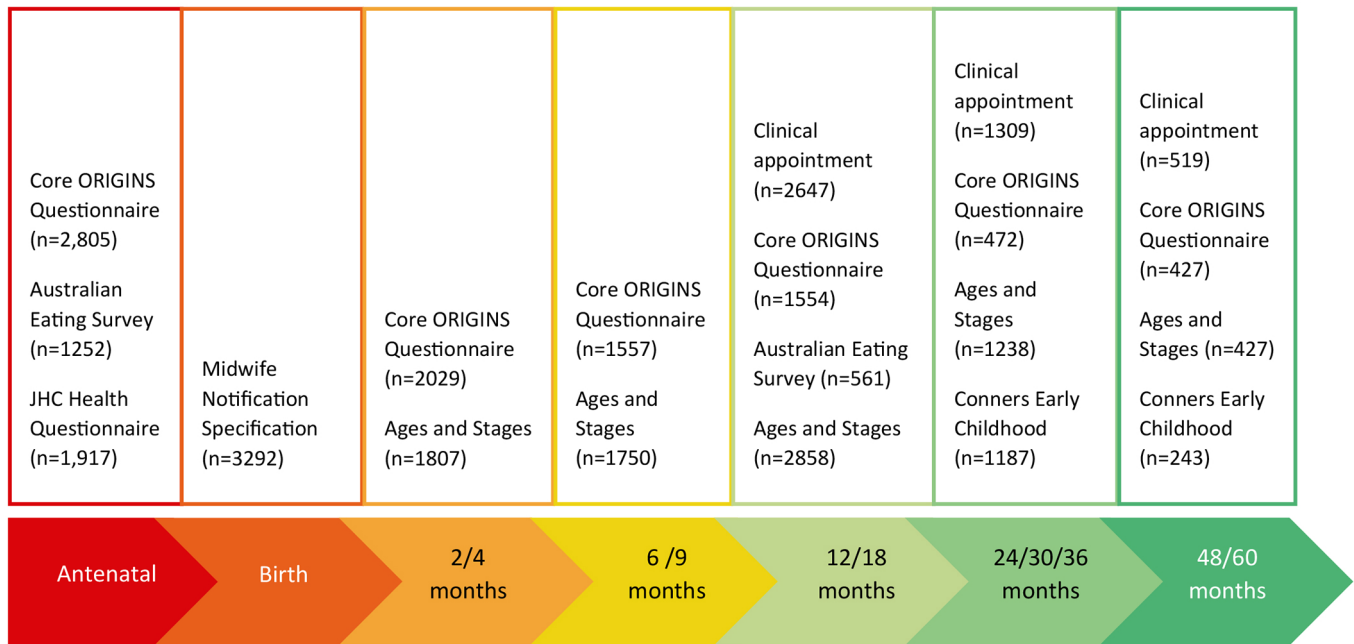 Core ORIGINS
Questionnaire
(n=2,805)
Australian
Eating Survey
(n=1252)
JHC Health
Questionnaire
(n=1,917)
Midwife
Notification
Specification
(n=3292)
Core ORIGINS
Questionnaire
(n=2029)
Ages and Stages
(n=1807)
Core ORIGINS
Questionnaire
(n=1557)
Ages and
Stages
(n=1750)
Clinical
appointment
(n=2647)
Core ORIGINS
Questionnaire
(n=1554)
Australian Eating
Survey (n=561)
Ages and Stages
(n=2858)
Clinical
appointment
(n=1309)
Core ORIGINS
Questionnaire
(n=472)
Ages and
Stages
(n=1238)
Conners Early
Childhood
(n=1187)
Clinical
appointment
(n=519)
Core ORIGINS
Questionnaire
(n=427)
Ages and
Stages (n=427)
Conners Early
Childhood
(n=243)
Antenatal
Birth
2/4
months
6 /9
months
12/18
months
24/30/36
months
48/60
months